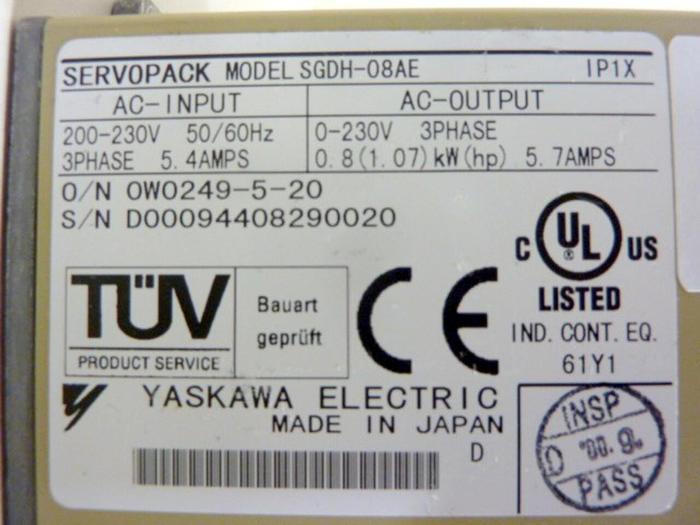 SERVOPACK MODEL SGDH-08AE IP1X
AC-INPUT AC-OUTPUT
200-230V 50/60Hz 0-230V 3PHASE
3PHASE 5.4AMPS 0.8(1.07)kW(hp) 5.7AMPS
O/N OW0249-5-20
S/N D00094408290020
C UL® US
LISTED
IND. CONT. EQ.
61Y1
TÜV
PRODUCT SERVICE
Bauart
geprüft
CE
YASKAWA ELECTRIC
MADE IN JAPAN
D
INSP
D '00.9.
PASS